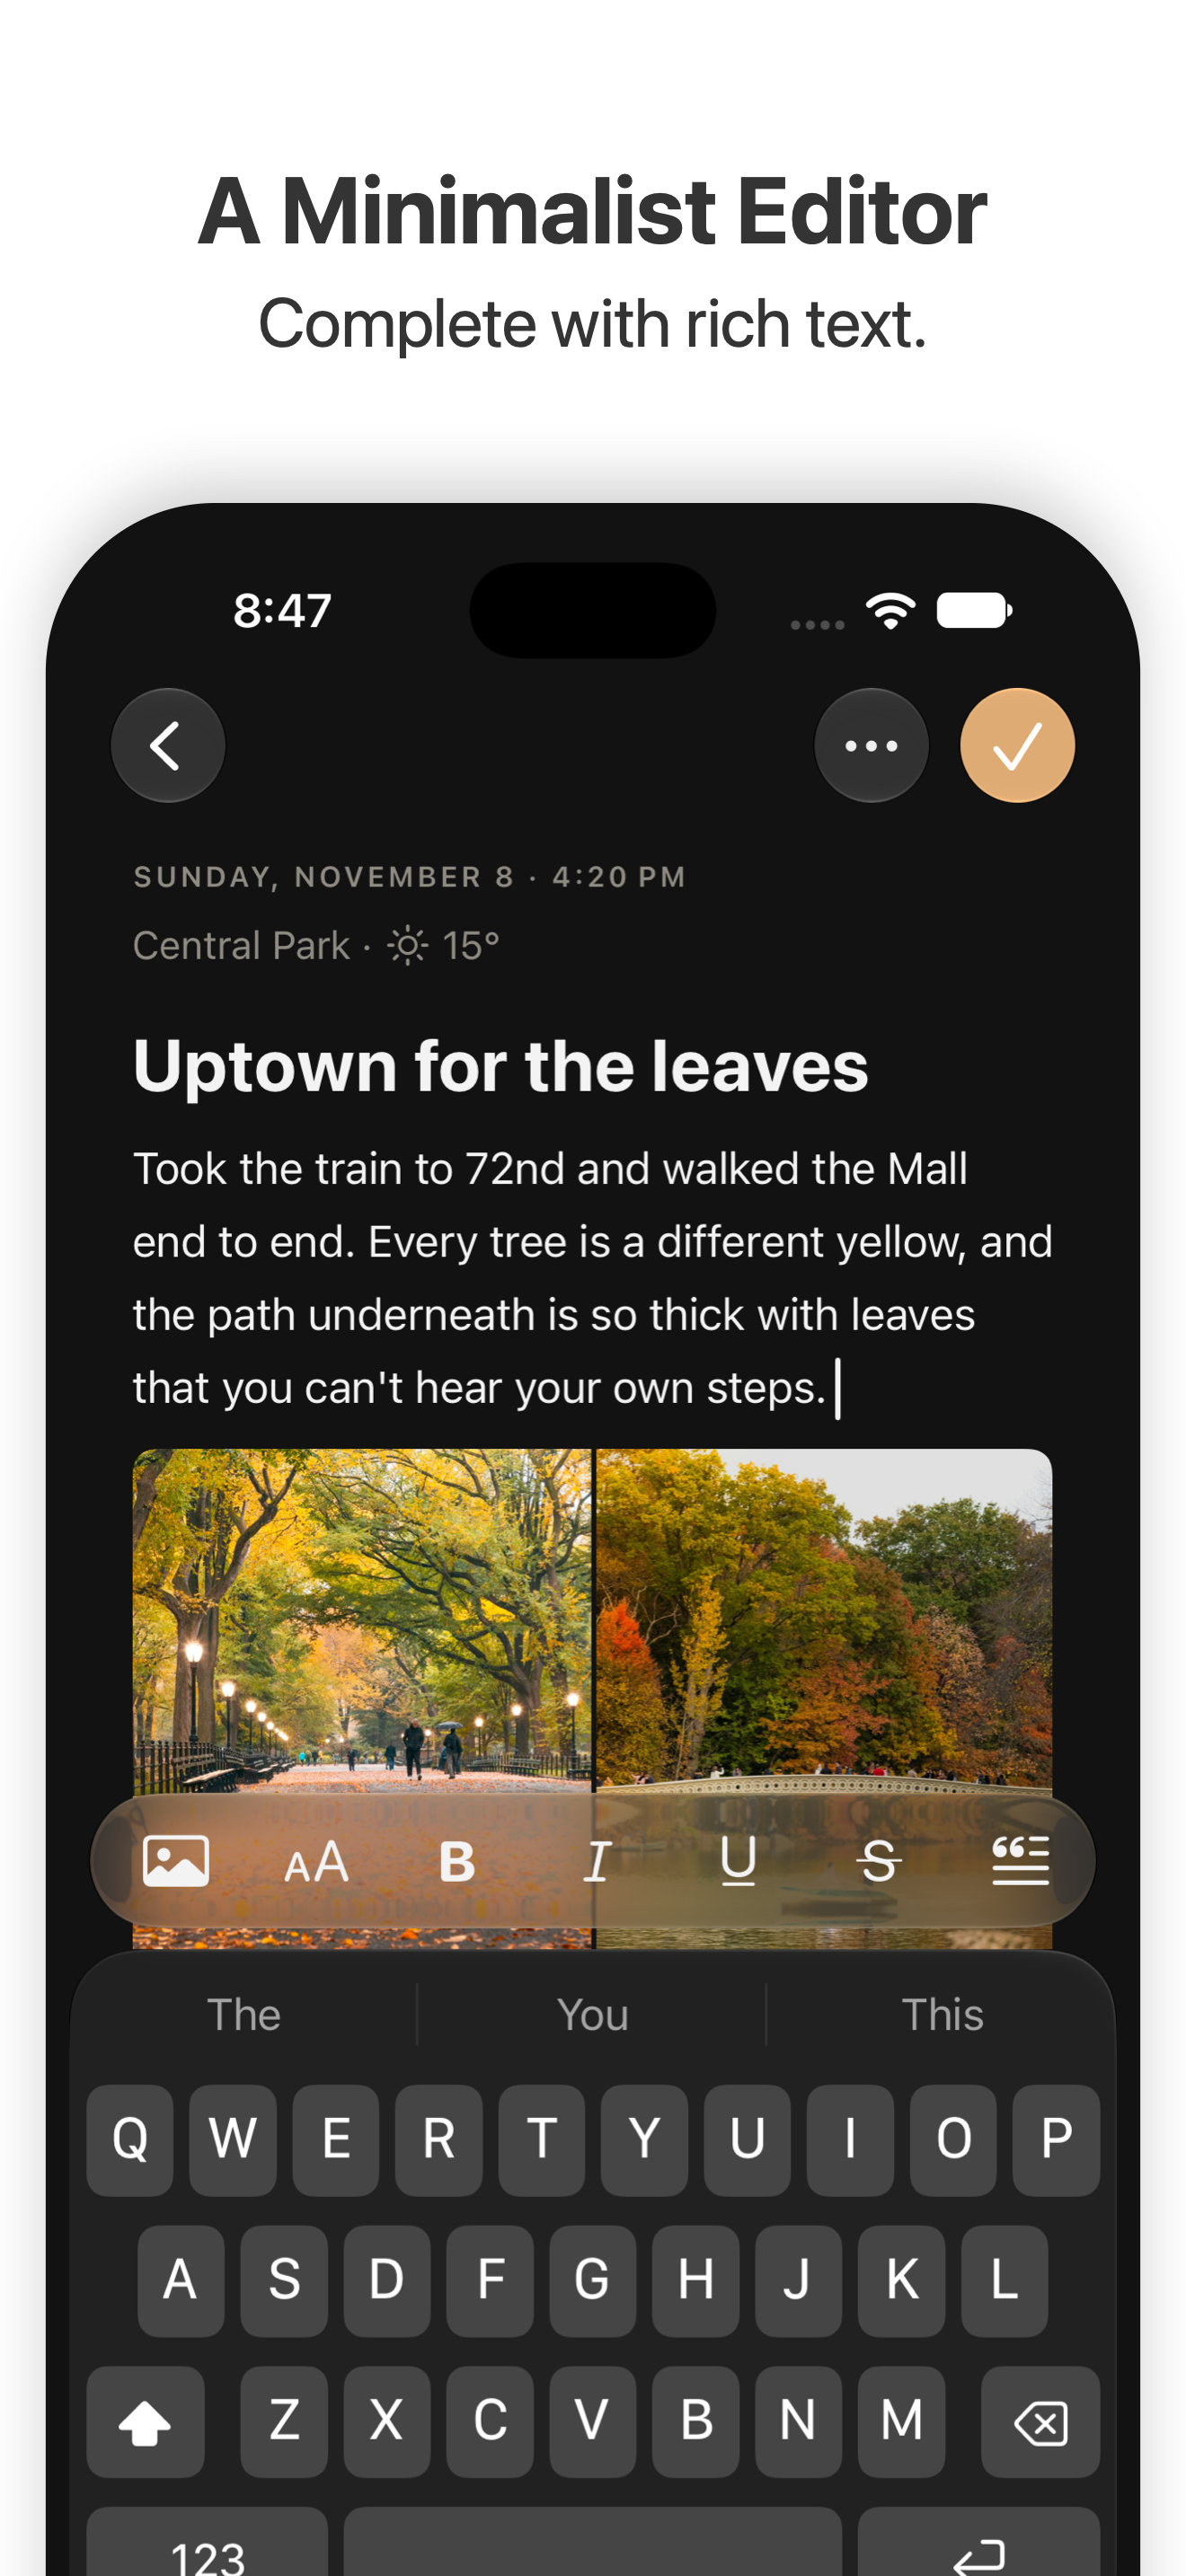 A Minimalist Editor
Complete with rich text.
8:47
SUNDAY, NOVEMBER 8 · 4:20 PM
Central Park · 15°
Uptown for the leaves
Took the train to 72nd and walked the Mall
end to end. Every tree is a different yellow, and
the path underneath is so thick with leaves
that you can't hear your own steps.
AA B I U S
The You This
Q W E R T Y U I O P
A S D F G H J K L
Z X C V B N M
123